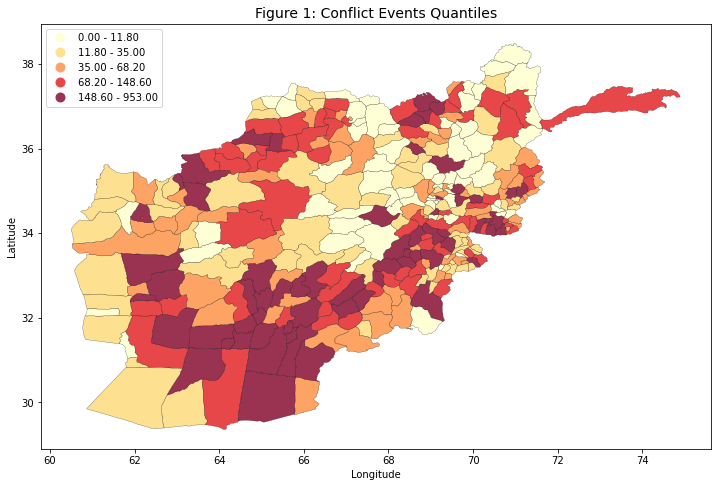 Figure 1: Conflict Events Quantiles
0.00 - 11.80
11.80 - 35.00
35.00 - 68.20
68.20 - 148.60
148.60 - 953.00
38
36
34
32
30
Latitude
60 62 64 66 68 70 72 74
Longitude